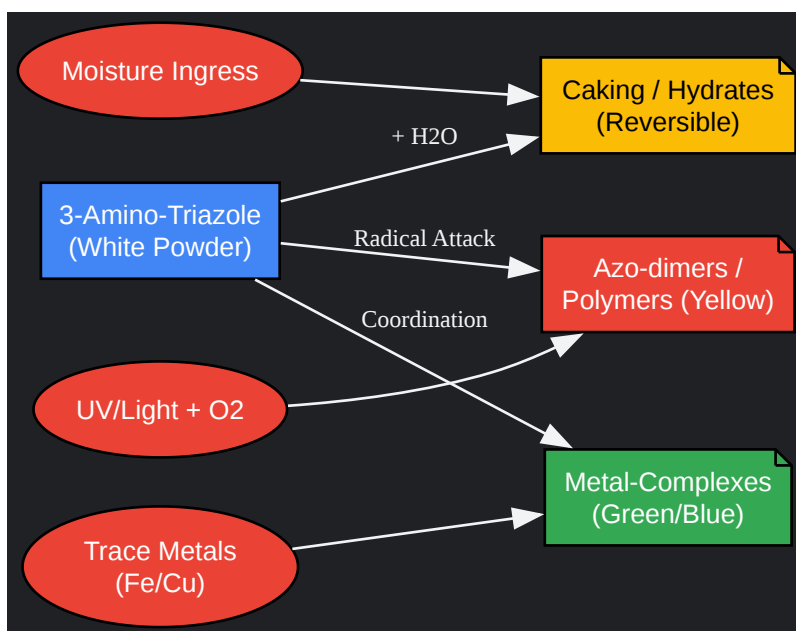 Moisture Ingress
Caking / Hydrates
(Reversible)
+ H2O
3-Amino-Triazole
(White Powder)
Radical Attack
Azo-dimers /
Polymers (Yellow)
Coordination
UV/Light + O2
Metal-Complexes
(Green/Blue)
Trace Metals
(Fe/Cu)